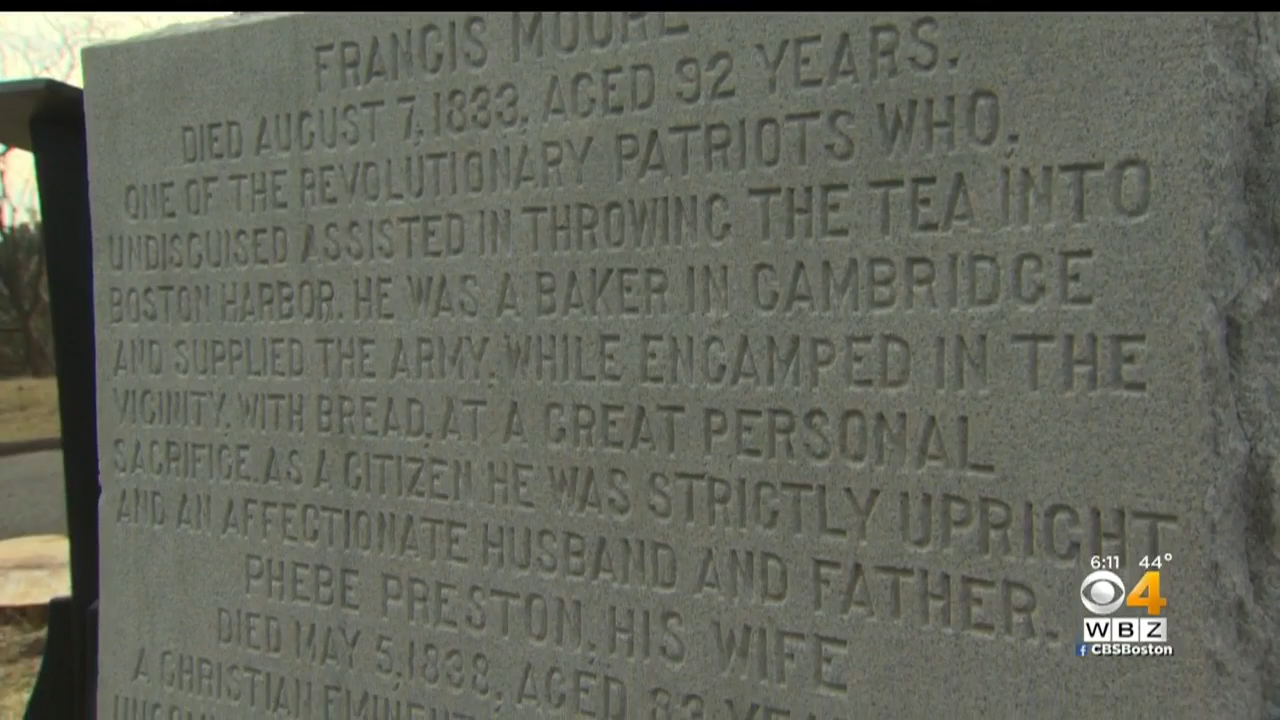 FRANCIS MOORE
DIED AUGUST 7, 1833, AGED 92 YEARS.
ONE OF THE REVOLUTIONARY PATRIOTS WHO,
UNDISGUISED ASSISTED IN THROWING THE TEA INTO
BOSTON HARBOR. HE WAS A BAKER IN CAMBRIDGE
AND SUPPLIED THE ARMY, WHILE ENCAMPED IN THE
VICINITY, WITH BREAD, AT A GREAT PERSONAL
SACRIFICE. AS A CITIZEN HE WAS STRICTLY UPRIGHT
AND AN AFFECTIONATE HUSBAND AND FATHER.
PHEBE PRESTON, HIS WIFE
DIED MAY 5, 1838, AGED 83
A CHRISTIAN
6:11 44°
4
WBZ
f CBSBoston